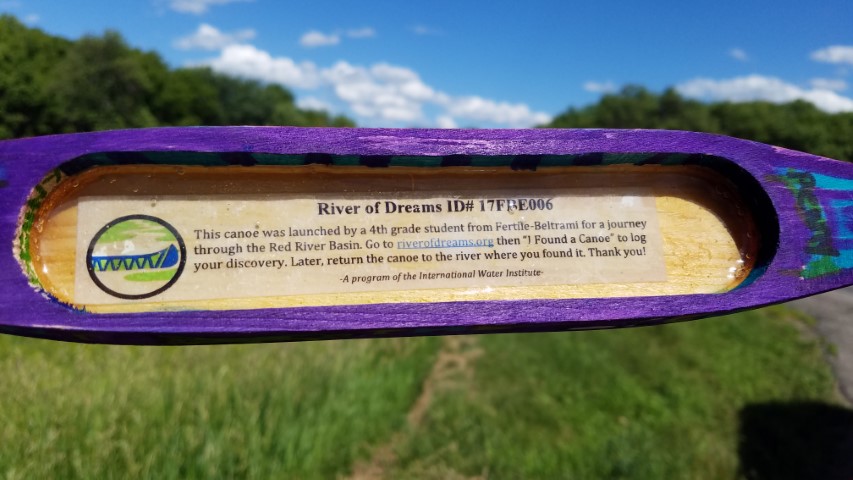 River of Dreams ID# 17FBE006
This canoe was launched by a 4th grade student from Fertile-Beltrami for a journey
through the Red River Basin. Go to riverofdreams.org then "I Found a Canoe" to log
your discovery. Later, return the canoe to the river where you found it. Thank you!
-A program of the International Water Institute-